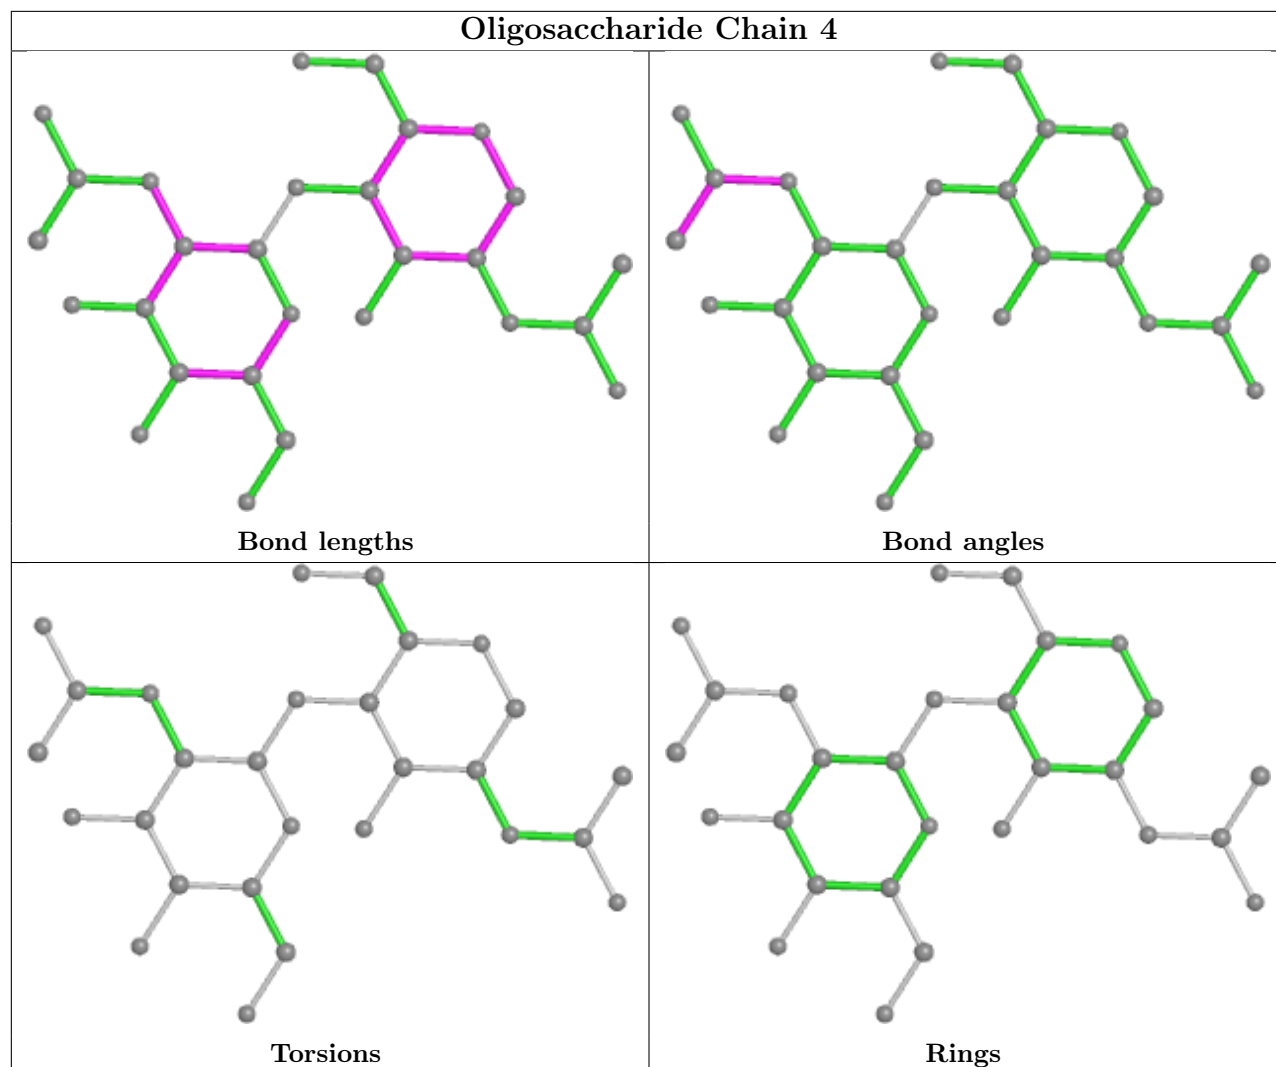 Oligosaccharide Chain 4
Bond lengths
Bond angles
Torsions
Rings